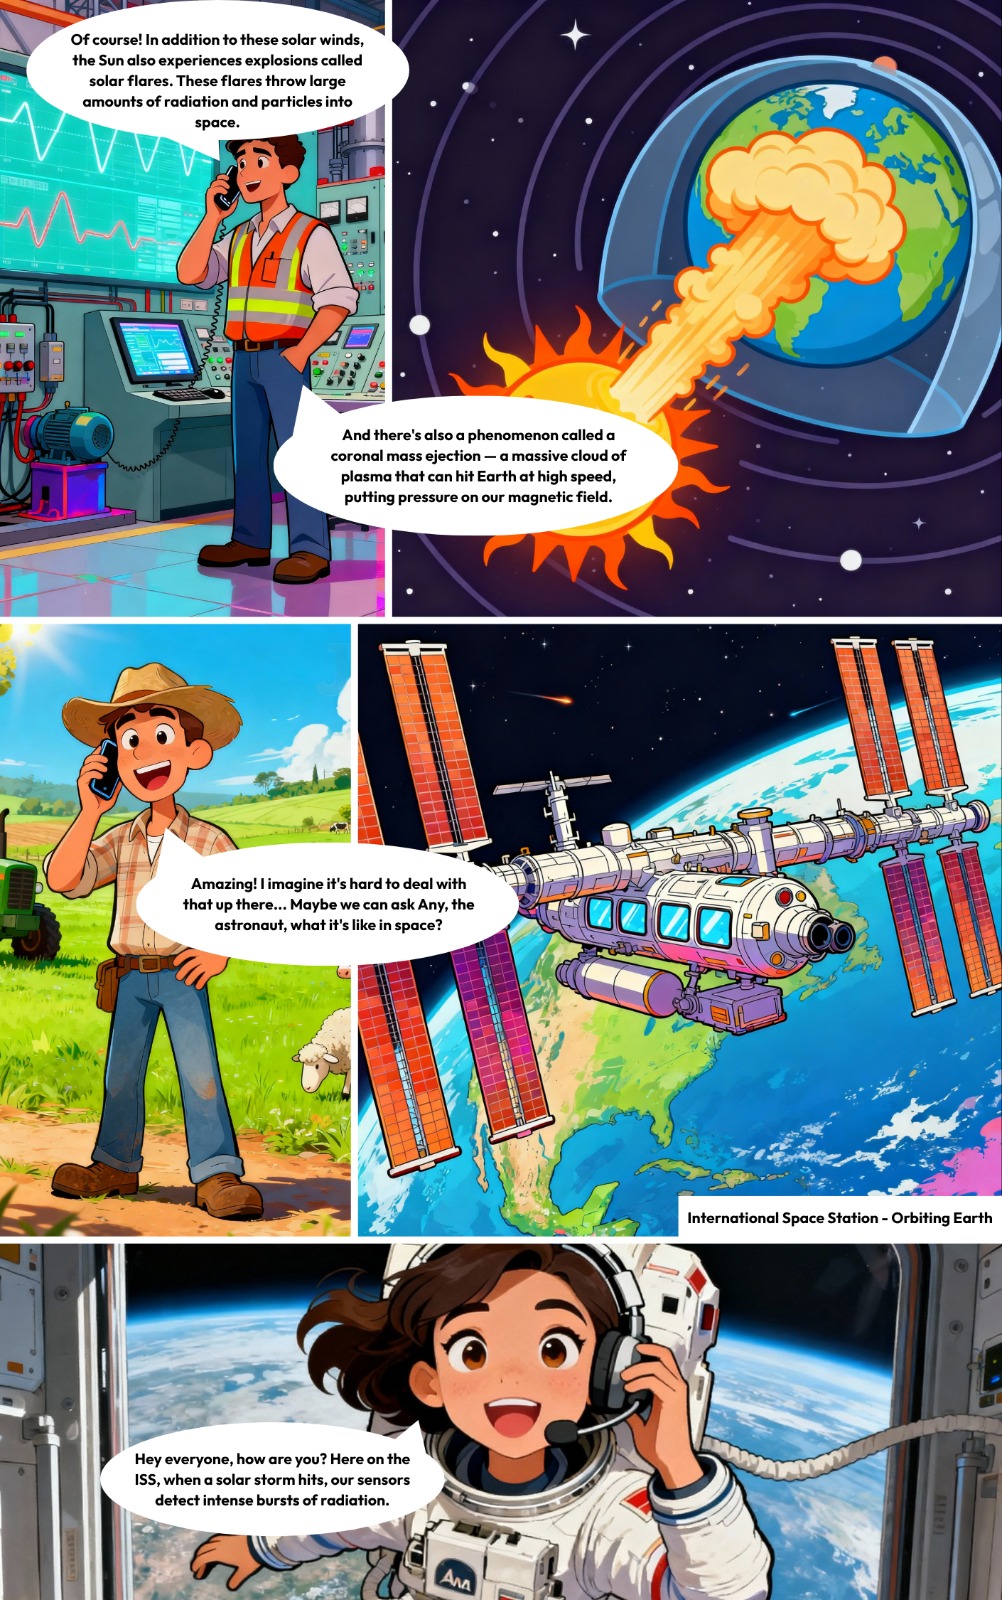 Of course! In addition to these solar winds,
the Sun also experiences explosions called
solar flares. These flares throw large
amounts of radiation and particles into
space.
And there's also a phenomenon called a
coronal mass ejection — a massive cloud of
plasma that can hit Earth at high speed,
putting pressure on our magnetic field.
Amazing! I imagine it's hard to deal with
that up there... Maybe we can ask Any, the
astronaut, what it's like in space?
International Space Station - Orbiting Earth
Hey everyone, how are you? Here on the
ISS, when a solar storm hits, our sensors
detect intense bursts of radiation.